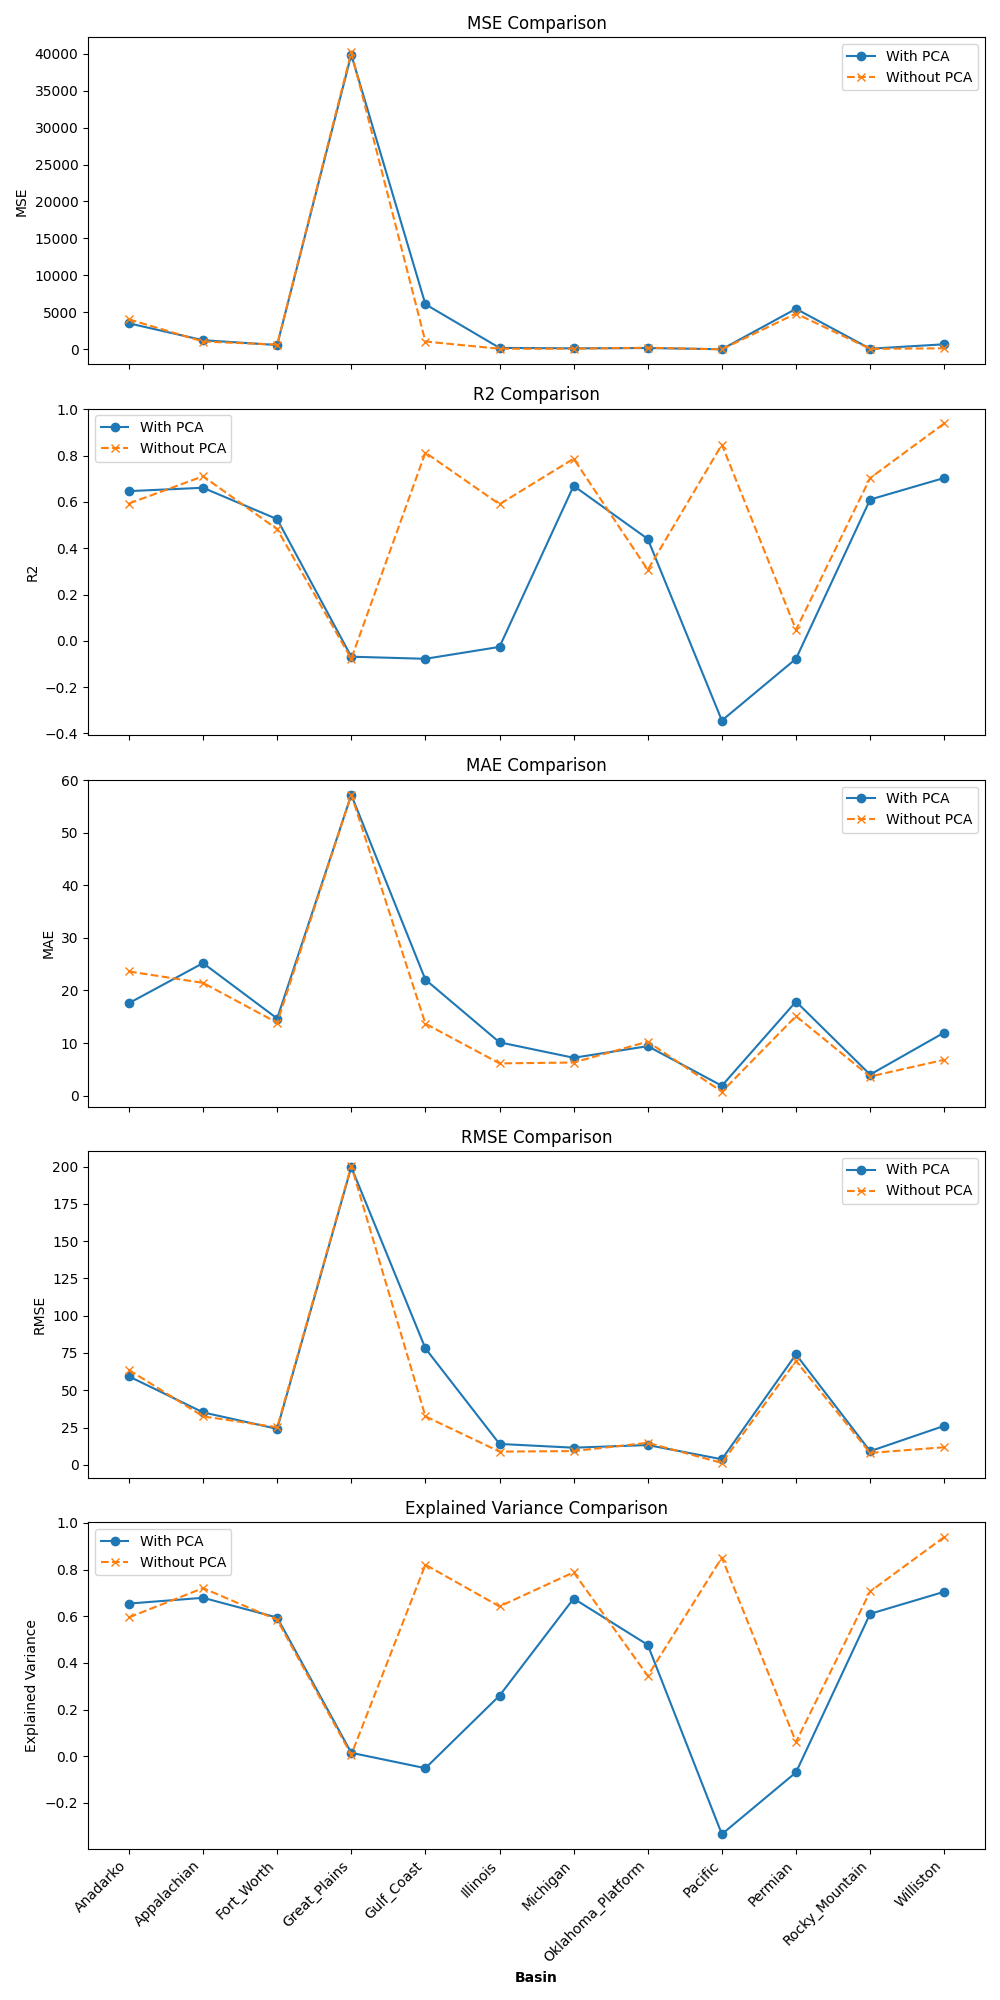 MSE Comparison
40000
35000
30000
25000
20000
15000
10000
5000
0
MSE
With PCA
Without PCA
R2 Comparison
1.0
0.8
0.6
0.4
0.2
0.0
−0.2
−0.4
R2
With PCA
Without PCA
MAE Comparison
60
50
40
30
20
10
0
MAE
With PCA
Without PCA
RMSE Comparison
200
175
150
125
100
75
50
25
0
RMSE
With PCA
Without PCA
Explained Variance Comparison
1.0
0.8
0.6
0.4
0.2
0.0
−0.2
Explained Variance
With PCA
Without PCA
Anadarko
Appalachian
Fort_Worth
Great_Plains
Gulf_Coast
Illinois
Michigan
Oklahoma_Platform
Pacific
Permian
Rocky_Mountain
Williston
Basin